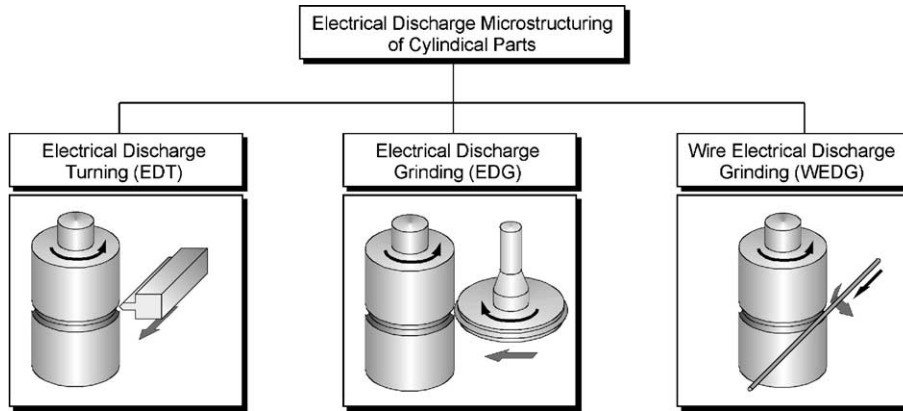 Electrical Discharge Microstructuring
of Cylindical Parts
Electrical Discharge
Turning (EDT)
Electrical Discharge
Grinding (EDG)
Wire Electrical Discharge
Grinding (WEDG)